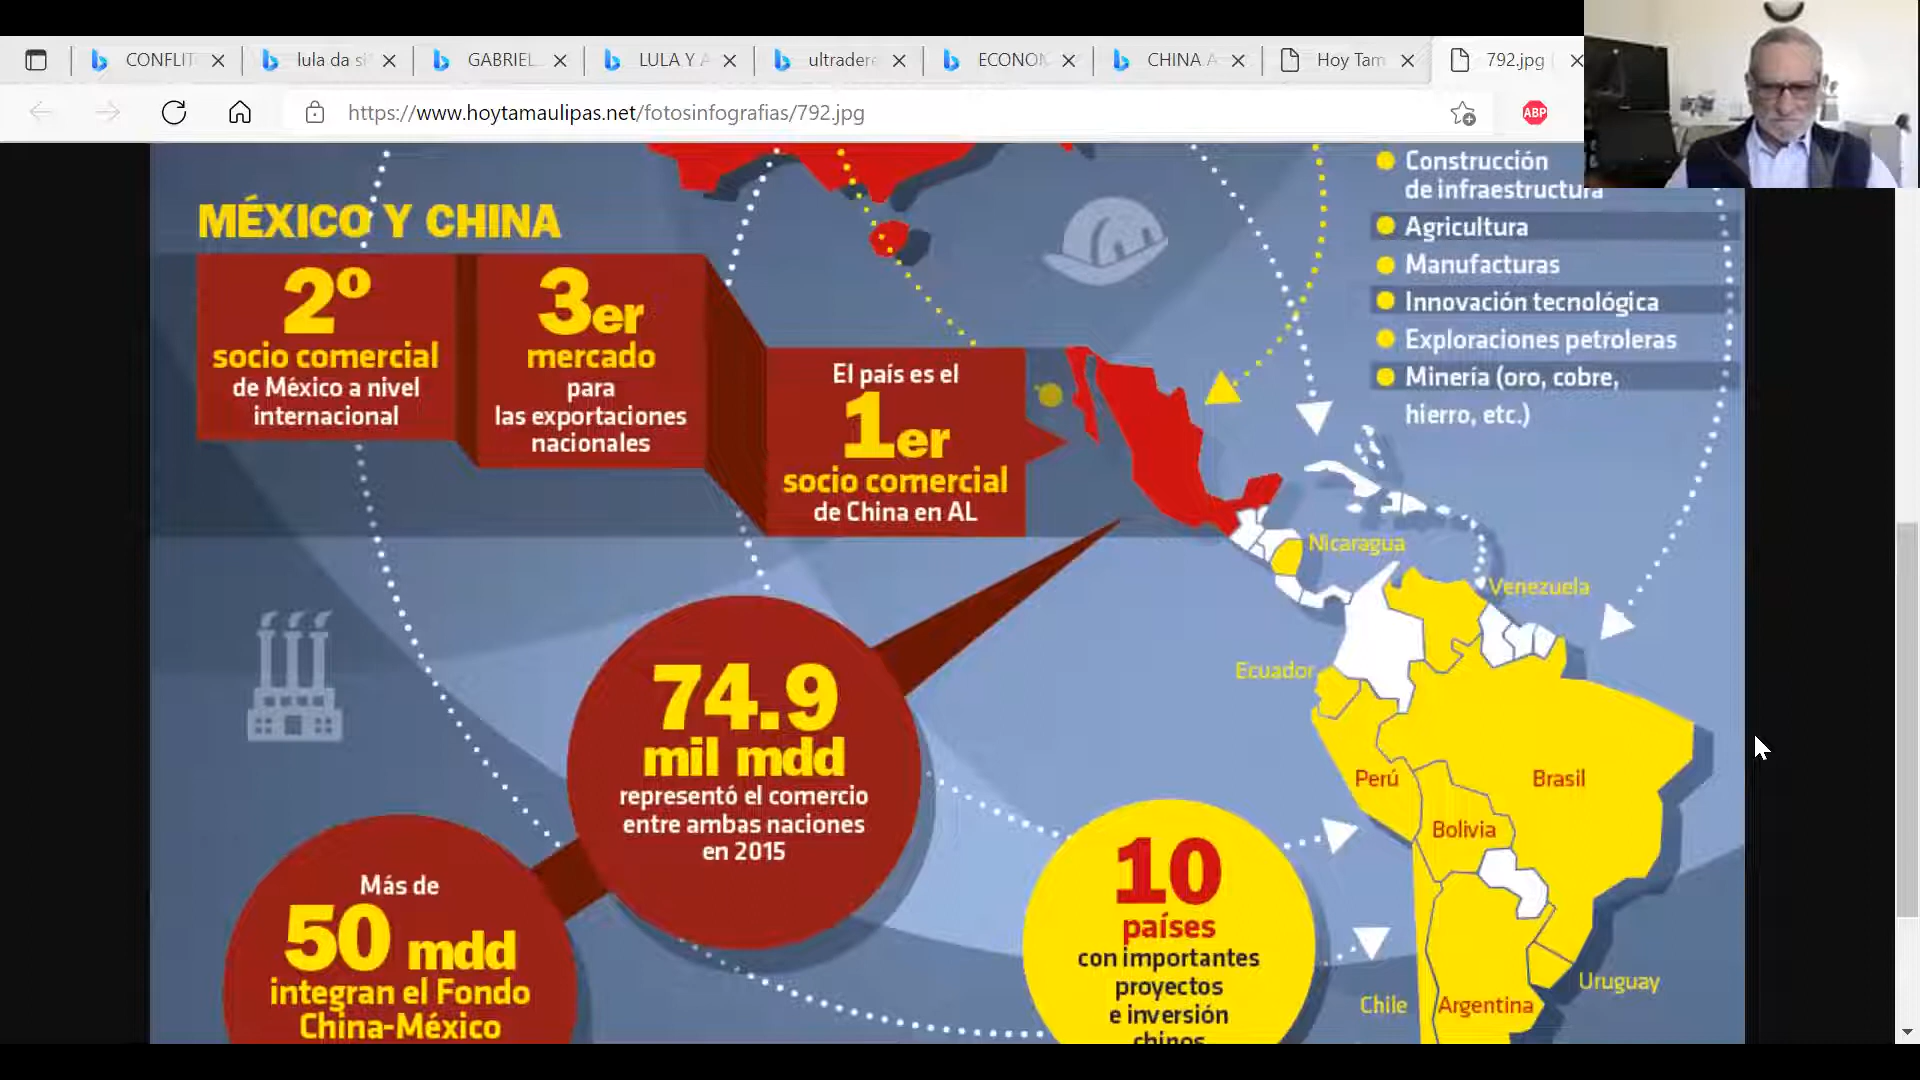 CONFLIT
lula da si
GABRIEL
LULA Y A
ultradere
ECONOM
CHINA A
Hoy Tam
792.jpg
https://www.hoytamaulipas.net/fotosinfografias/792.jpg
ABP
Construcción
de infraestructura
Agricultura
Manufacturas
Innovación tecnológica
Exploraciones petroleras
Minería (oro, cobre,
hierro, etc.)
MÉXICO Y CHINA
2º
socio comercial
de México a nivel
internacional
3er
mercado
para
las exportaciones
nacionales
El país es el
1er
socio comercial
de China en AL
Nicaragua
Venezuela
Ecuador
Perú
Brasil
Bolivia
Uruguay
Chile
Argentina
74.9
mil mdd
representó el comercio
entre ambas naciones
en 2015
Más de
50 mdd
integran el Fondo
China-México
10
países
con importantes
proyectos
e inversión
chinos